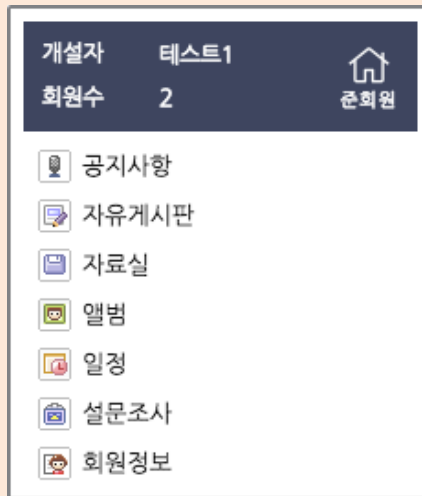 개설자 테스트1
회원수 2
준회원
공지사항
자유게시판
자료실
앨범
일정
설문조사
회원정보